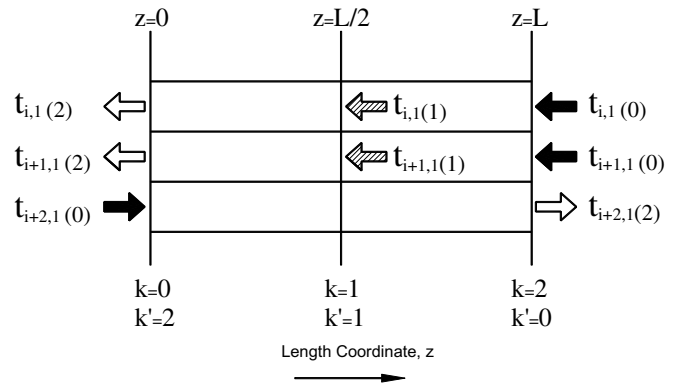 z=0 z=L/2 z=L
t_{i,1}(2) t_{i,1}(1) t_{i,1}(0)
t_{i+1,1}(2) t_{i+1,1}(1) t_{i+1,1}(0)
t_{i+2,1}(0) t_{i+2,1}(2)
k=0 k=1 k=2
k'=2 k'=1 k'=0
Length Coordinate, z